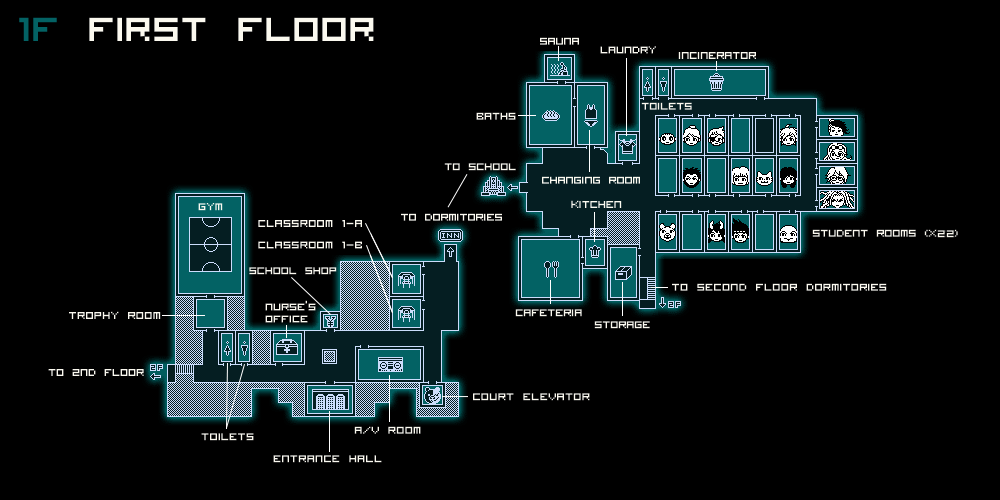 1F FIRST FLOOR
SAUNA
LAUNDRY
INCINERATOR
TOILETS
BATHS
TO SCHOOL
CHANGING ROOM
KITCHEN
TO DORMITORIES
GYM
CLASSROOM 1-A
INN
CLASSROOM 1-B
STUDENT ROOMS (X22)
SCHOOL SHOP
TO SECOND FLOOR DORMITORIES
2F
NURSE'S
OFFICE
TROPHY ROOM
CAFETERIA
STORAGE
TO 2ND FLOOR
2F
COURT ELEVATOR
A/V ROOM
TOILETS
ENTRANCE HALL